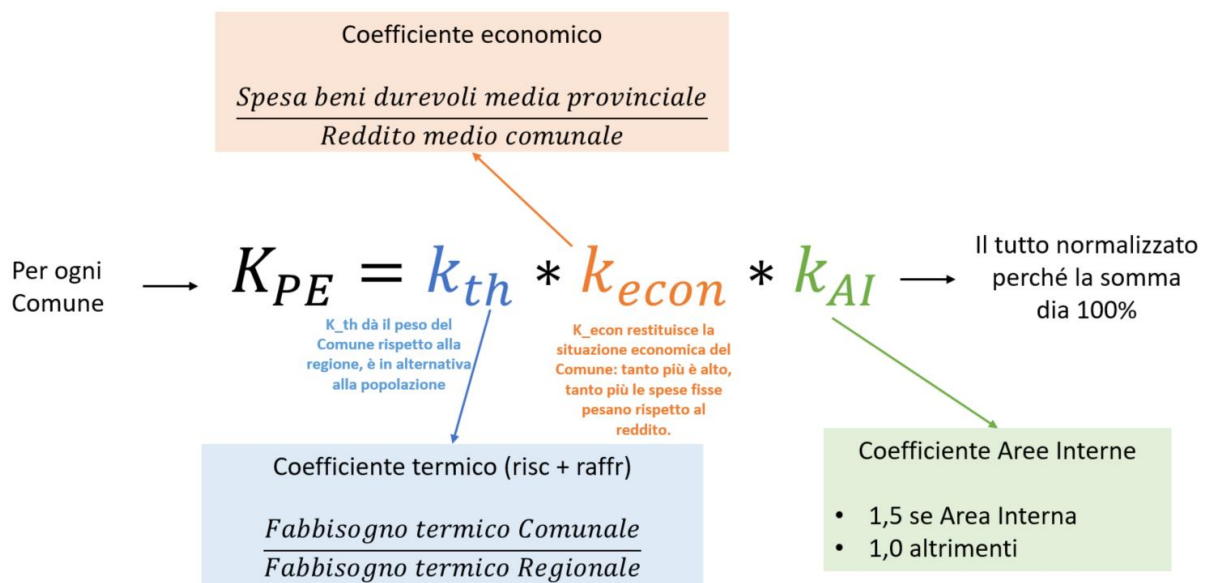 Coefficiente economico
Spesa beni durevoli media provinciale
Reddito medio comunale
Per ogni
Comune
K_PE = k_th * k_econ * k_AI
Il tutto normalizzato
perché la somma
dia 100%
K_th dà il peso del
Comune rispetto alla
regione, è in alternativa
alla popolazione
K_econ restituisce la
situazione economica del
Comune: tanto più è alto,
tanto più le spese fisse
pesano rispetto al
reddito.
Coefficiente termico (risc + raffr)
Fabbisogno termico Comunale
Fabbisogno termico Regionale
Coefficiente Aree Interne
• 1,5 se Area Interna
• 1,0 altrimenti